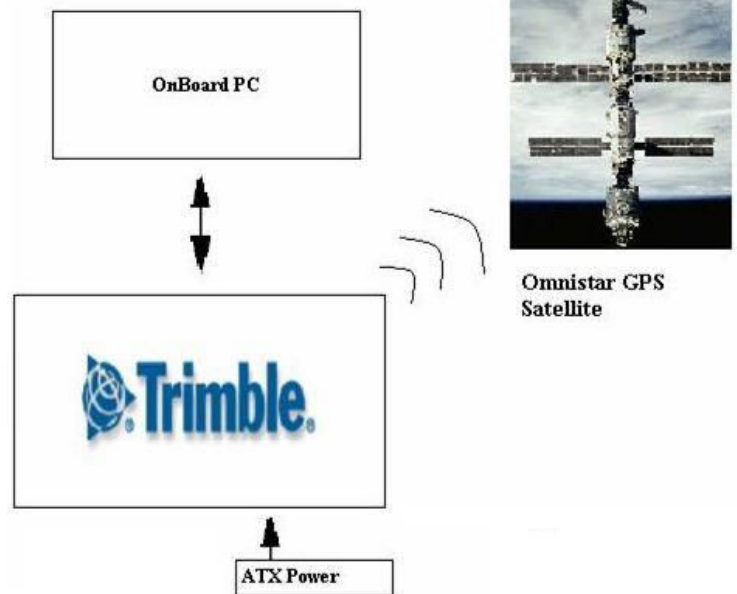 OnBoard PC
Omnistar GPS
Satellite
Trimble.
ATX Power